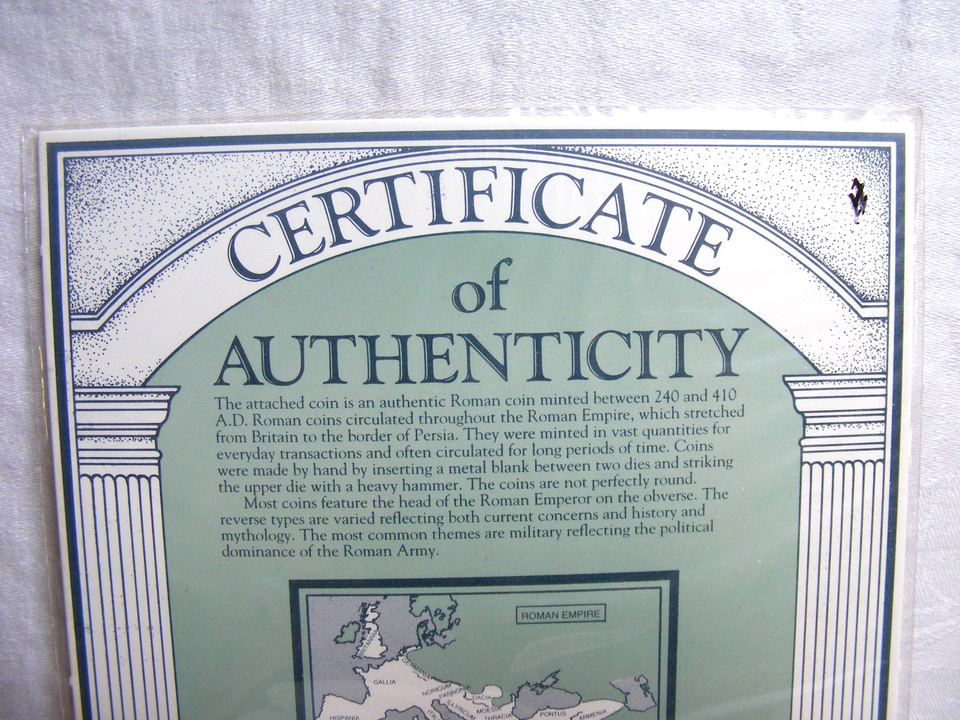 CERTIFICATE
of
AUTHENTICITY
The attached coin is an authentic Roman coin minted between 240 and 410
A.D. Roman coins circulated throughout the Roman Empire, which stretched
from Britain to the border of Persia. They were minted in vast quantities for
everyday transactions and often circulated for long periods of time. Coins
were made by hand by inserting a metal blank between two dies and striking
the upper die with a heavy hammer. The coins are not perfectly round.
Most coins feature the head of the Roman Emperor on the obverse. The
reverse types are varied reflecting both current concerns and history and
mythology. The most common themes are military reflecting the political
dominance of the Roman Army.
ROMAN EMPIRE
BRITANNIA
GERMANIA
GALLIA
NORICUM
PANNONIA
DACIA
ILLYRICUM
MOESIA
HISPANIA
THRACIA
PONTUS
ARMENIA